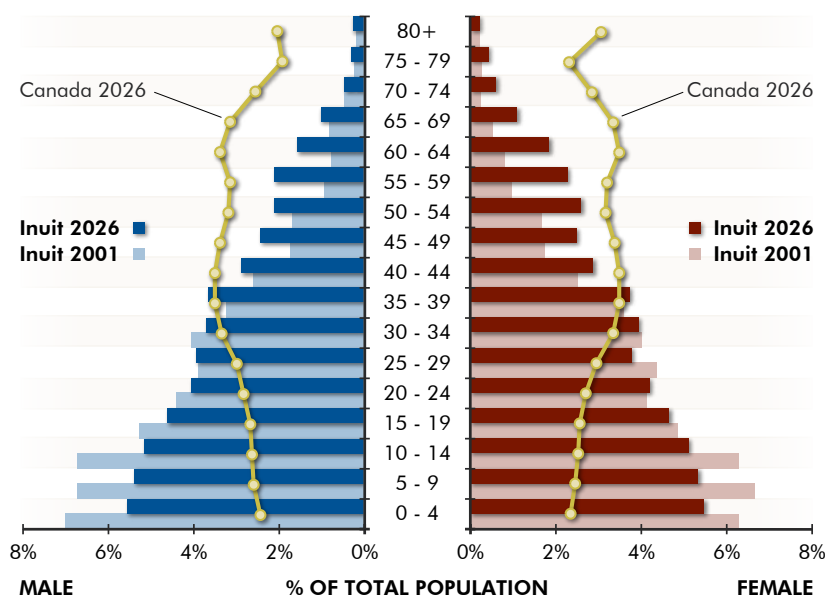 80+
75 - 79
70 - 74
Canada 2026
Canada 2026
65 - 69
60 - 64
55 - 59
50 - 54
Inuit 2026
Inuit 2001
Inuit 2026
Inuit 2001
45 - 49
40 - 44
35 - 39
30 - 34
25 - 29
20 - 24
15 - 19
10 - 14
5 - 9
0 - 4
8% 6% 4% 2% 0% 0% 2% 4% 6% 8%
MALE % OF TOTAL POPULATION FEMALE